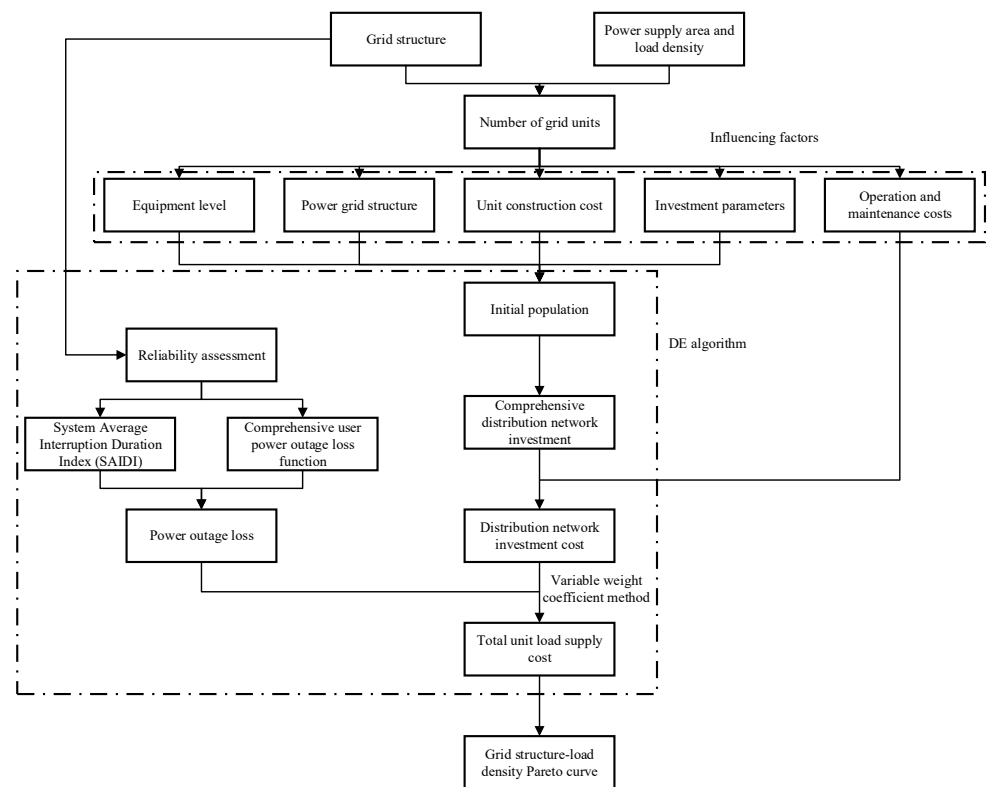 Grid structure
Power supply area and
load density
Number of grid units
Influencing factors
Equipment level
Power grid structure
Unit construction cost
Investment parameters
Operation and
maintenance costs
Initial population
DE algorithm
Reliability assessment
System Average
Interruption Duration
Index (SAIDI)
Comprehensive user
power outage loss
function
Comprehensive
distribution network
investment
Power outage loss
Distribution network
investment cost
Variable weight
coefficient method
Total unit load supply
cost
Grid structure-load
density Pareto curve